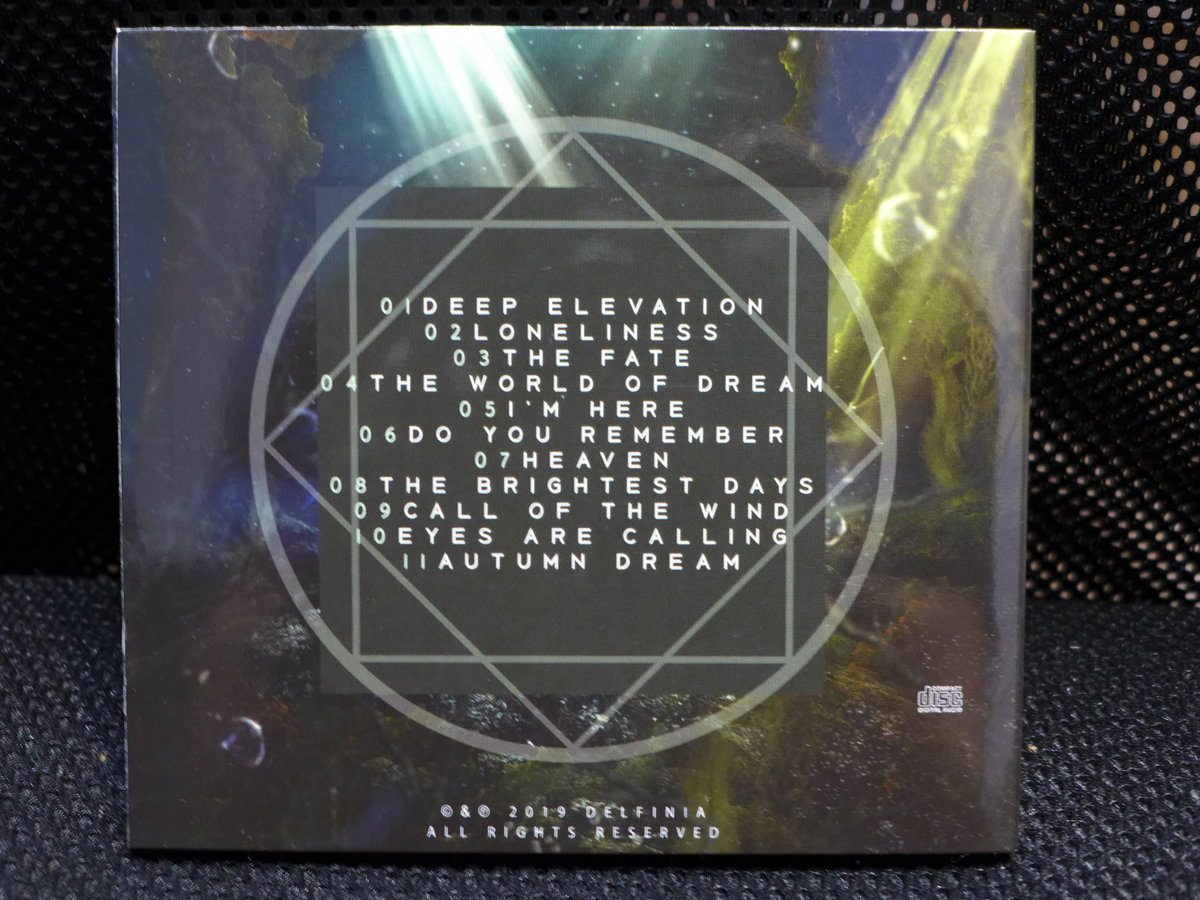 01DEEP ELEVATION
02LONELINESS
03THE FATE
04THE WORLD OF DREAM
05I'M HERE
06DO YOU REMEMBER
07HEAVEN
08THE BRIGHTEST DAYS
09CALL OF THE WIND
10EYES ARE CALLING
11AUTUMN DREAM
COMPACT
disc
DIGITAL AUDIO
©&℗ 2019 DELFINIA
ALL RIGHTS RESERVED